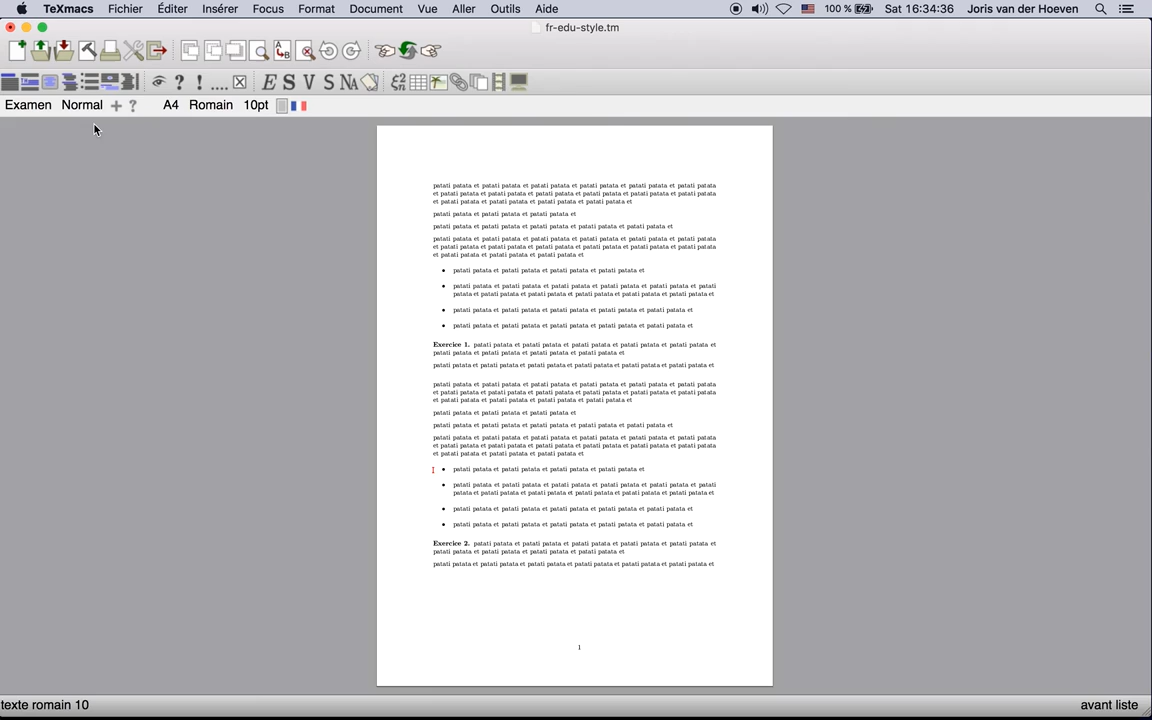 TeXmacs Fichier Éditer Insérer Focus Format Document Vue Aller Outils Aide 100 % Sat 16:34:36 Joris van der Hoeven
fr-edu-style.tm
Examen Normal + ? A4 Romain 10pt
patati patata et patati patata et patati patata et patati patata et patati patata et patati patata
et patati patata et patati patata et patati patata et patati patata et patati patata et patati patata
et patati patata et patati patata et patati patata et patati patata et
patati patata et patati patata et patati patata et
patati patata et patati patata et patati patata et patati patata et patati patata et
patati patata et patati patata et patati patata et patati patata et patati patata et patati patata
et patati patata et patati patata et patati patata et patati patata et patati patata et patati patata
et patati patata et patati patata et patati patata et
• patati patata et patati patata et patati patata et patati patata et
• patati patata et patati patata et patati patata et patati patata et patati patata et patati
patata et patati patata et patati patata et patati patata et patati patata et patati patata et
• patati patata et patati patata et patati patata et patati patata et patati patata et
• patati patata et patati patata et patati patata et patati patata et patati patata et
Exercice 1. patati patata et patati patata et patati patata et patati patata et patati patata et
patati patata et patati patata et patati patata et patati patata et
patati patata et patati patata et patati patata et patati patata et patati patata et patati patata et
patati patata et patati patata et patati patata et patati patata et patati patata et patati patata
et patati patata et patati patata et patati patata et patati patata et patati patata et patati patata
et patati patata et patati patata et patati patata et patati patata et
patati patata et patati patata et patati patata et
patati patata et patati patata et patati patata et patati patata et patati patata et
patati patata et patati patata et patati patata et patati patata et patati patata et patati patata
et patati patata et patati patata et patati patata et patati patata et patati patata et patati patata
et patati patata et patati patata et patati patata et
• patati patata et patati patata et patati patata et patati patata et
• patati patata et patati patata et patati patata et patati patata et patati patata et patati
patata et patati patata et patati patata et patati patata et patati patata et patati patata et
• patati patata et patati patata et patati patata et patati patata et patati patata et
• patati patata et patati patata et patati patata et patati patata et patati patata et
Exercice 2. patati patata et patati patata et patati patata et patati patata et patati patata et
patati patata et patati patata et patati patata et patati patata et
patati patata et patati patata et patati patata et patati patata et patati patata et patati patata et
1
texte romain 10 avant liste